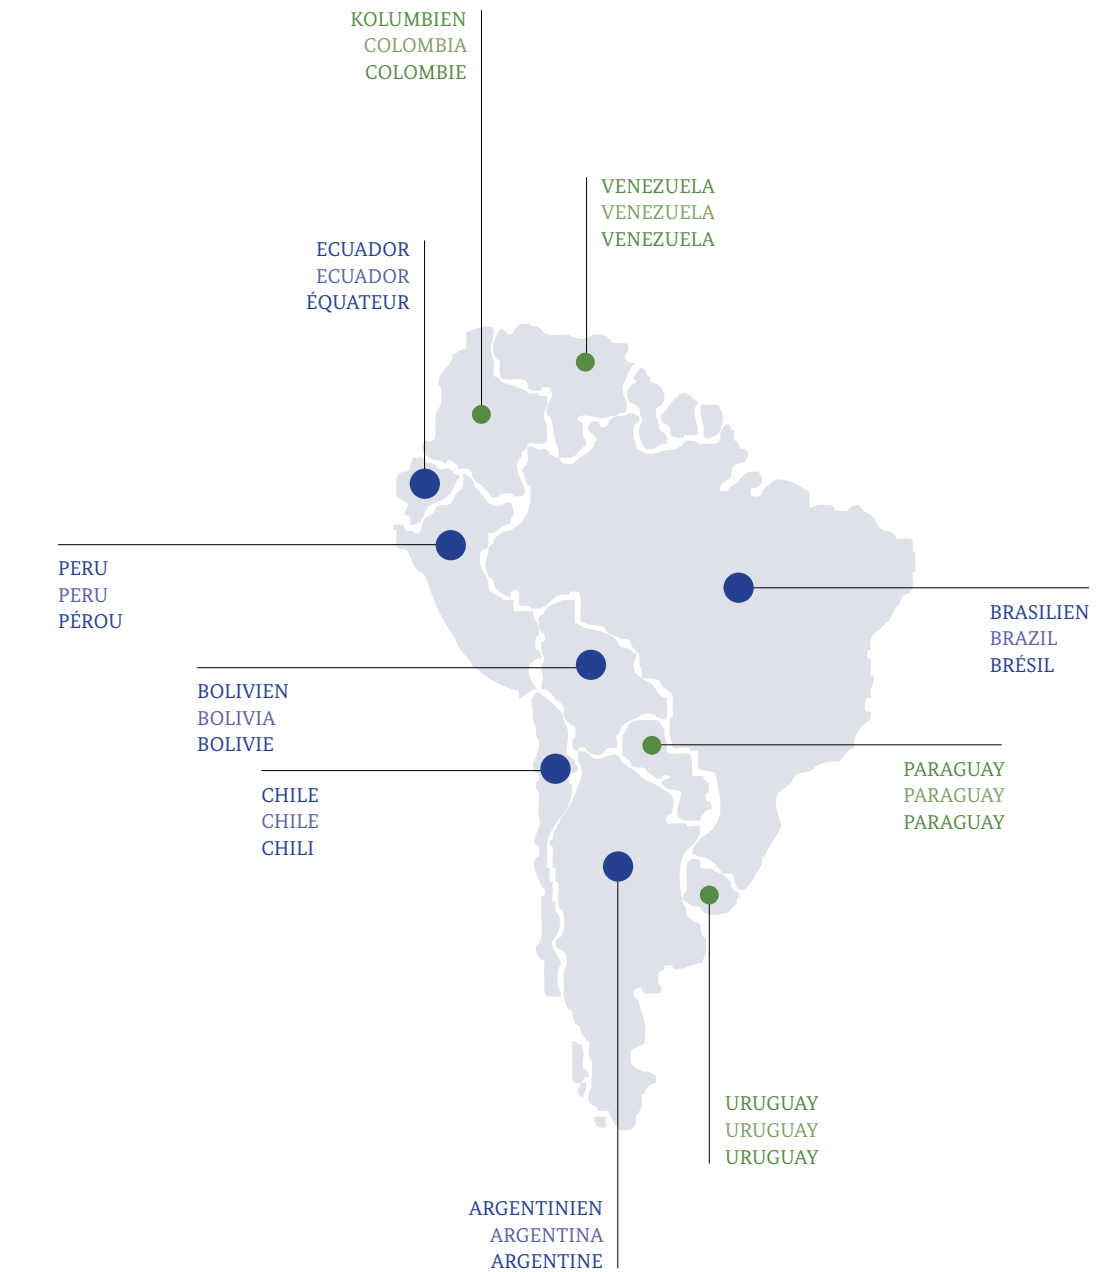 KOLUMBIEN
COLOMBIA
COLOMBIE
VENEZUELA
VENEZUELA
VENEZUELA
ECUADOR
ECUADOR
ÉQUATEUR
PERU
PERU
PÉROU
BRASILIEN
BRAZIL
BRÉSIL
BOLIVIEN
BOLIVIA
BOLIVIE
PARAGUAY
PARAGUAY
PARAGUAY
CHILE
CHILE
CHILI
URUGUAY
URUGUAY
URUGUAY
ARGENTINIEN
ARGENTINA
ARGENTINE